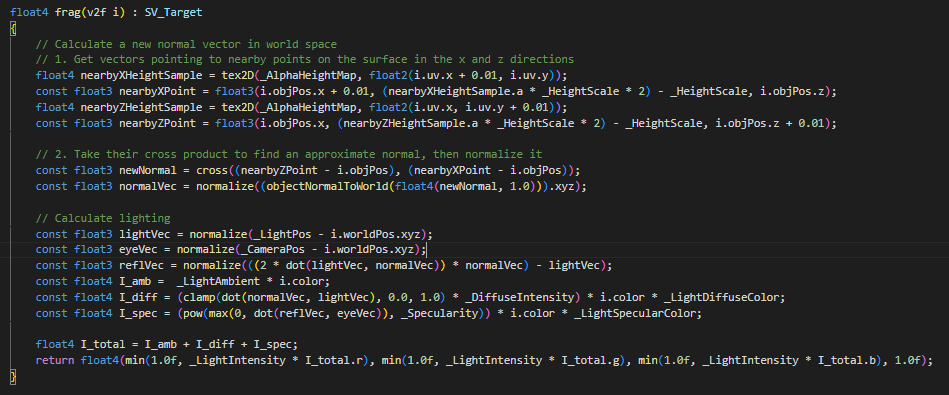 float4 frag(v2f i) : SV_Target
{
// Calculate a new normal vector in world space
// 1. Get vectors pointing to nearby points on the surface in the x and z directions
float4 nearbyXHeightSample = tex2D(_AlphaHeightMap, float2(i.uv.x + 0.01, i.uv.y));
const float3 nearbyXPoint = float3(i.objPos.x + 0.01, (nearbyXHeightSample.a * _HeightScale * 2) - _HeightScale, i.objPos.z);
float4 nearbyZHeightSample = tex2D(_AlphaHeightMap, float2(i.uv.x, i.uv.y + 0.01));
const float3 nearbyZPoint = float3(i.objPos.x, (nearbyZHeightSample.a * _HeightScale * 2) - _HeightScale, i.objPos.z + 0.01);
// 2. Take their cross product to find an approximate normal, then normalize it
const float3 newNormal = cross((nearbyZPoint - i.objPos), (nearbyXPoint - i.objPos));
const float3 normalVec = normalize((objectNormalToWorld(float4(newNormal, 1.0))).xyz);
// Calculate lighting
const float3 lightVec = normalize(_LightPos - i.worldPos.xyz);
const float3 eyeVec = normalize(_CameraPos - i.worldPos.xyz);
const float3 reflVec = normalize(((2 * dot(lightVec, normalVec)) * normalVec) - lightVec);
const float4 I_amb =  _LightAmbient * i.color;
const float4 I_diff = (clamp(dot(normalVec, lightVec), 0.0, 1.0) * _DiffuseIntensity) * i.color * _LightDiffuseColor;
const float4 I_spec = (pow(max(0, dot(reflVec, eyeVec)), _Specularity)) * i.color * _LightSpecularColor;
float4 I_total = I_amb + I_diff + I_spec;
return float4(min(1.0f, _LightIntensity * I_total.r), min(1.0f, _LightIntensity * I_total.g), min(1.0f, _LightIntensity * I_total.b), 1.0f);
}